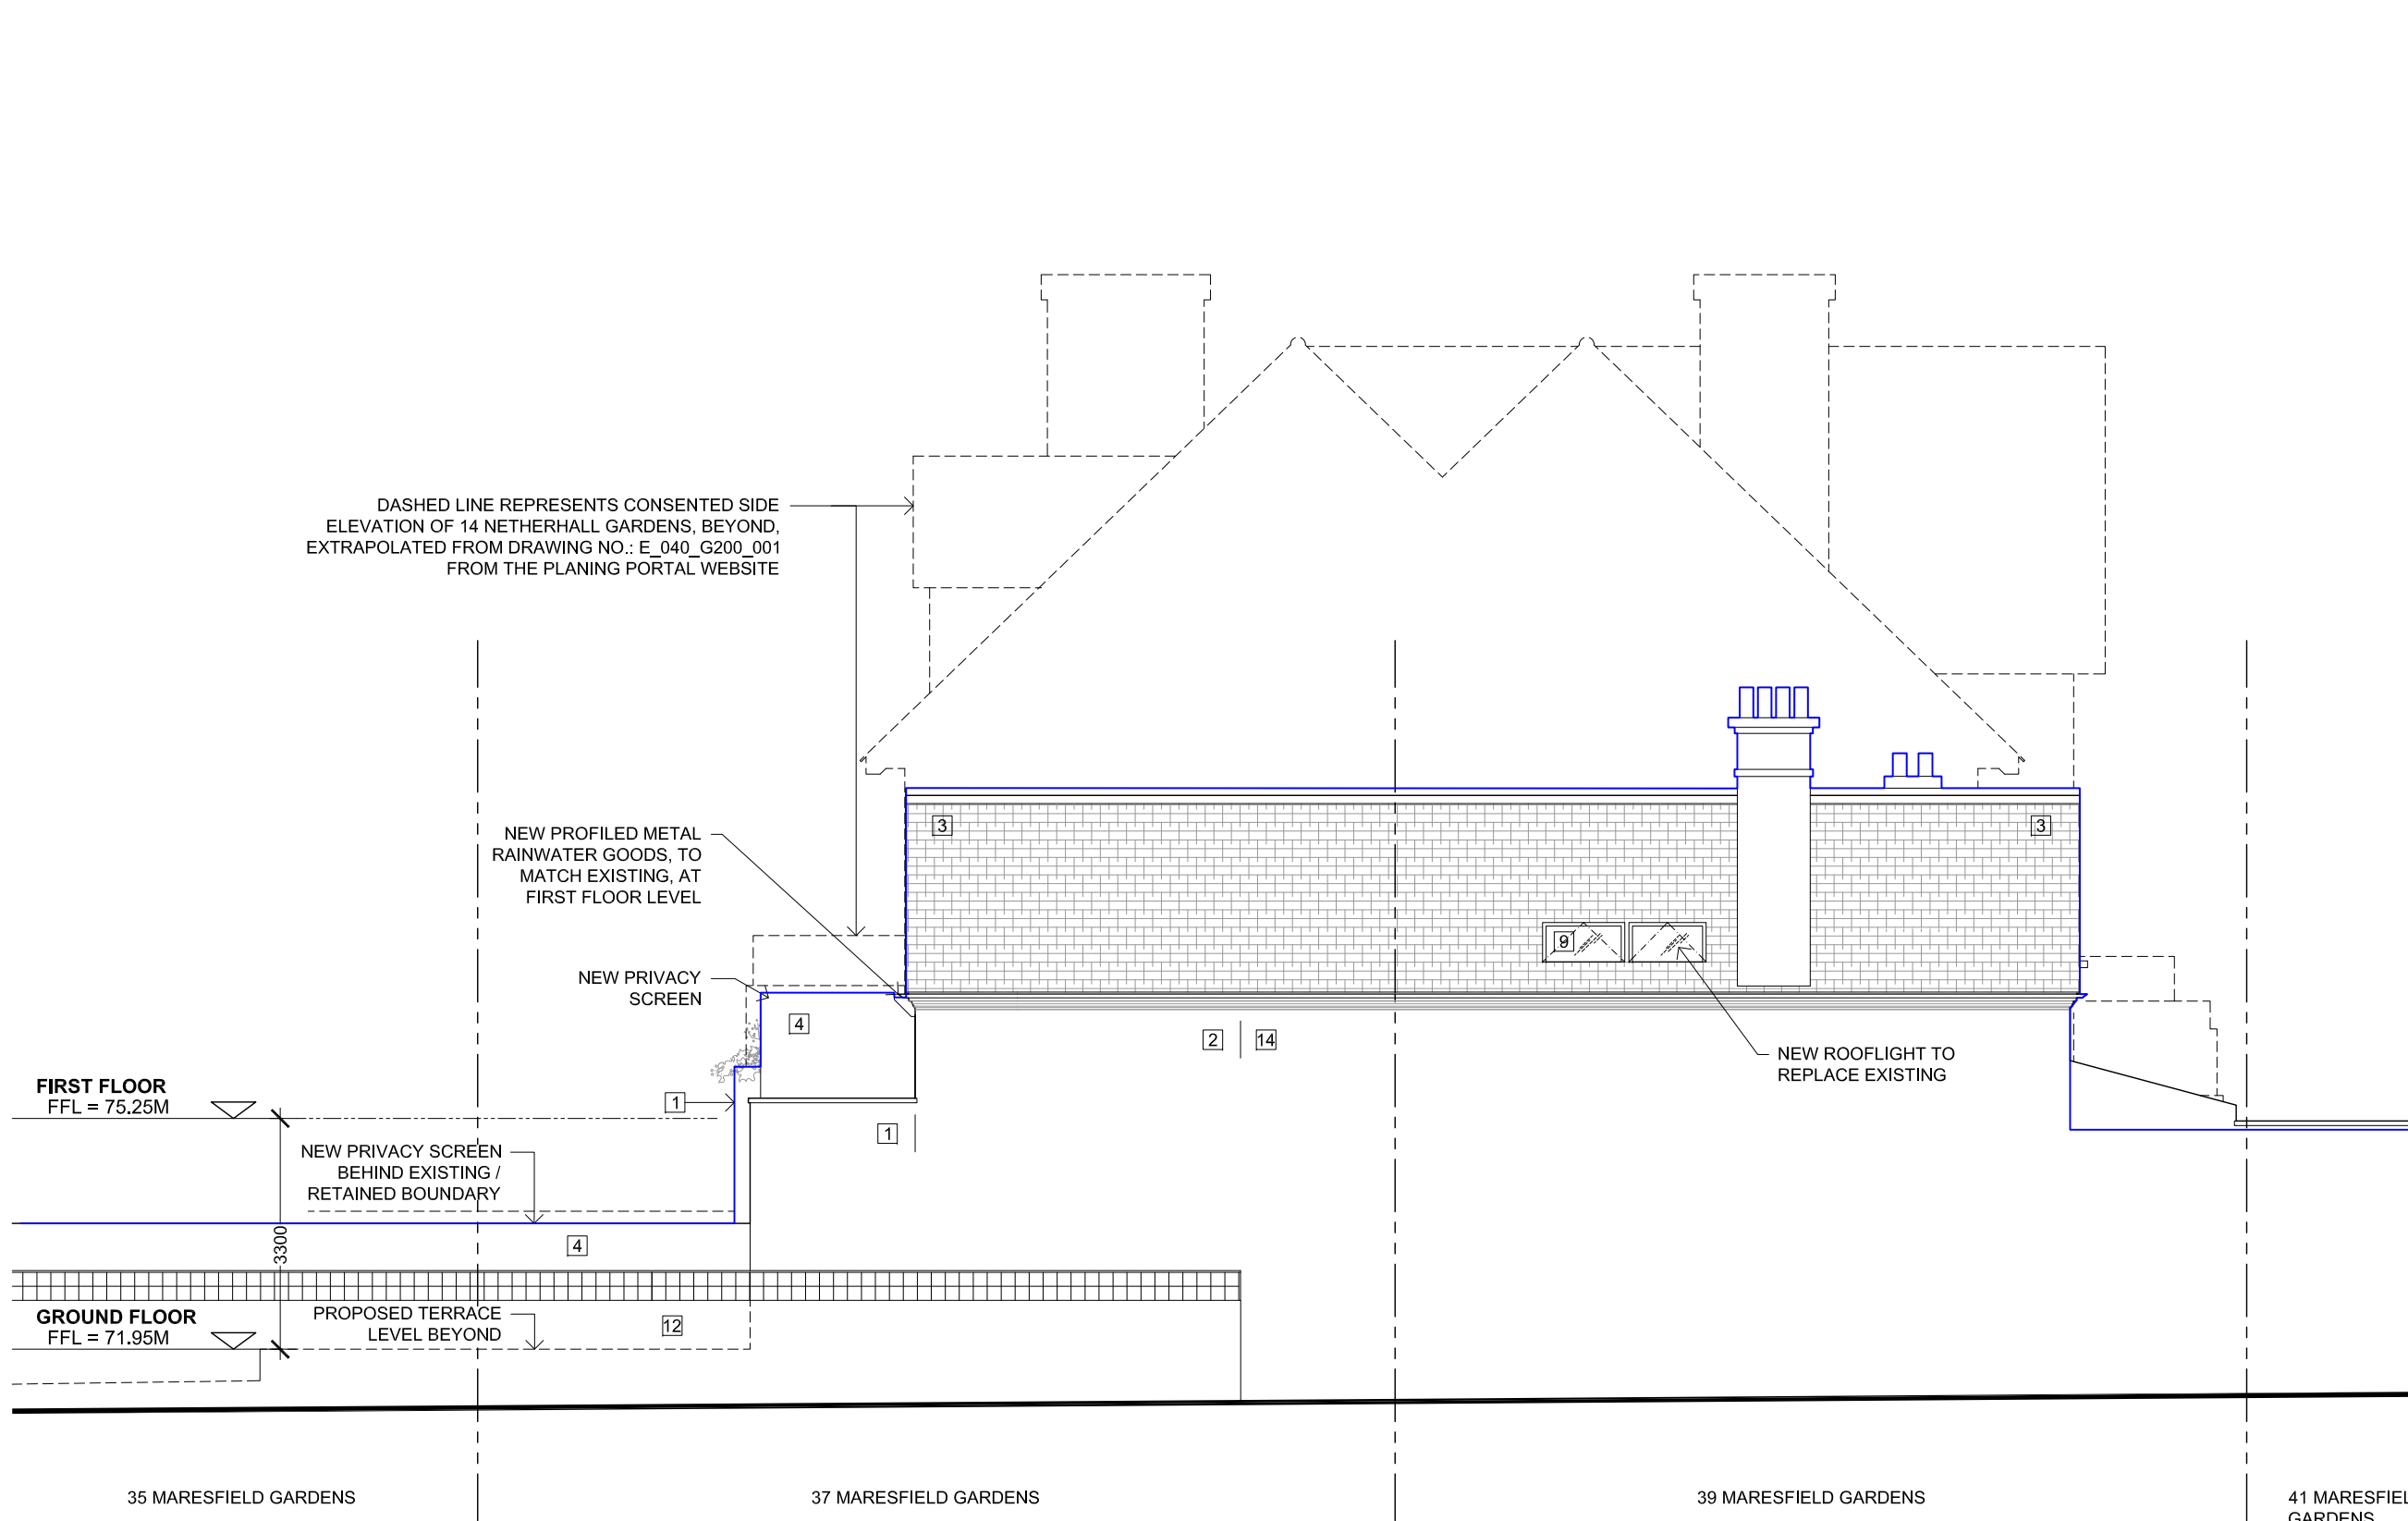 DASHED LINE REPRESENTS CONSENTED SIDE
ELEVATION OF 14 NETHERHALL GARDENS, BEYOND,
EXTRAPOLATED FROM DRAWING NO.: E_040_G200_001
FROM THE PLANING PORTAL WEBSITE
NEW PROFILED METAL
RAINWATER GOODS, TO
MATCH EXISTING, AT
FIRST FLOOR LEVEL
3
3
9
NEW PRIVACY
SCREEN
4
2
14
NEW ROOFLIGHT TO
REPLACE EXISTING
FIRST FLOOR
FFL = 75.25M
1
1
NEW PRIVACY SCREEN
BEHIND EXISTING /
RETAINED BOUNDARY
3300
4
GROUND FLOOR
FFL = 71.95M
PROPOSED TERRACE
LEVEL BEYOND
12
35 MARESFIELD GARDENS
37 MARESFIELD GARDENS
39 MARESFIELD GARDENS
41 MARESFIEL
GARDENS